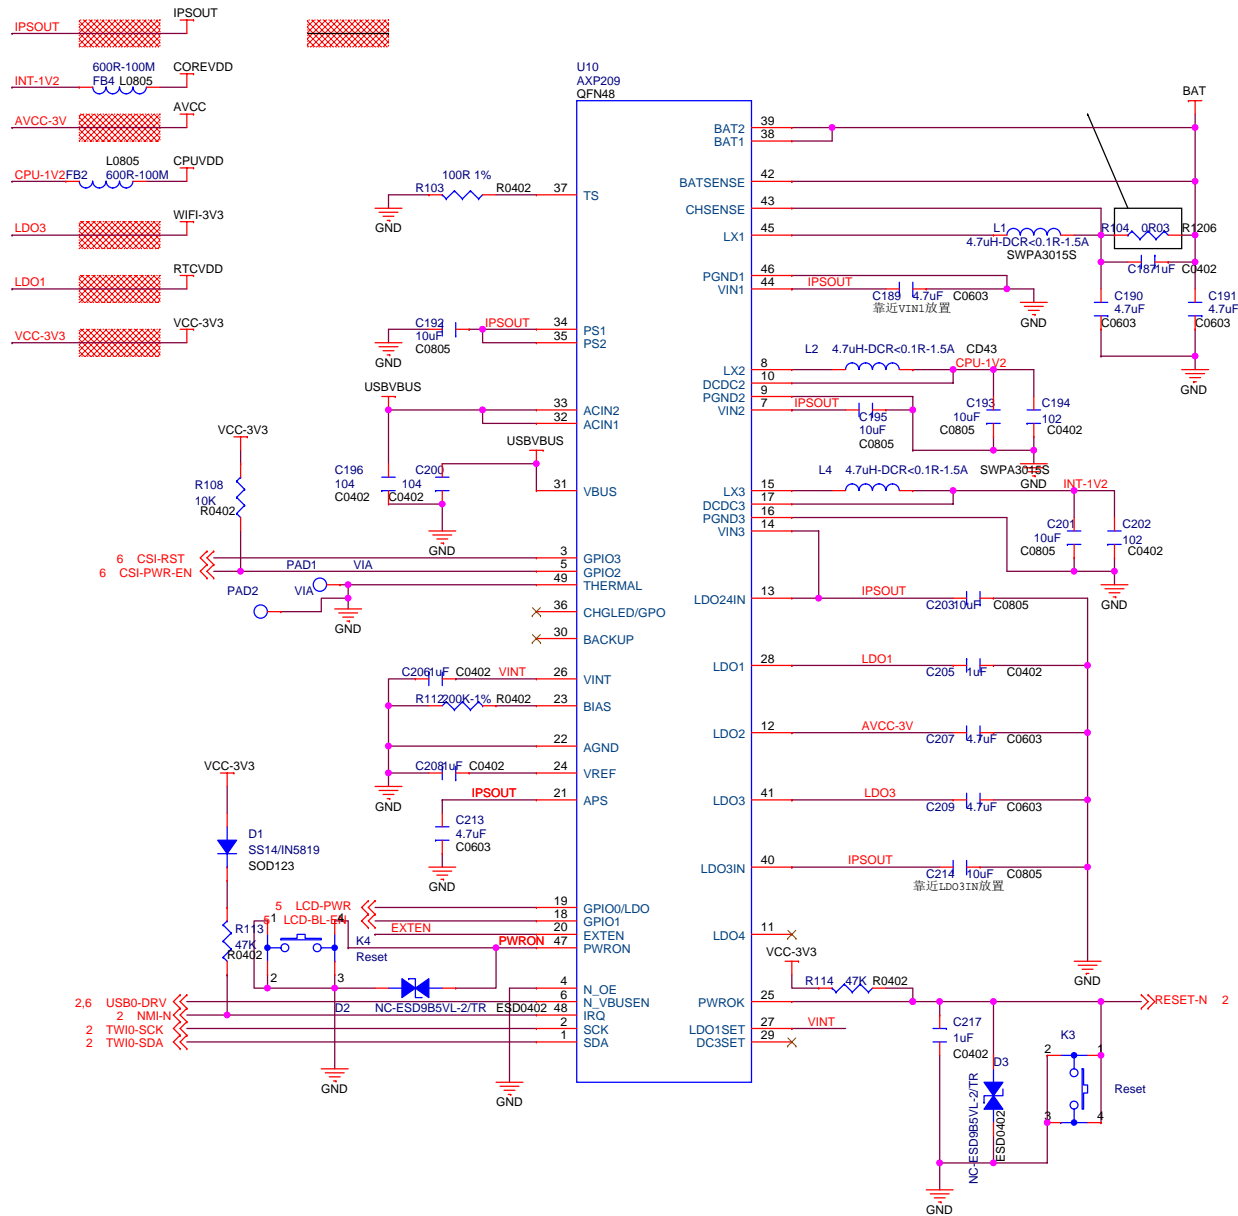 IPSOUT
IPSOUT
600R-100M
COREVDD
INT-1V2
FB4 L0805
AVCC
AVCC-3V
L0805
CPUVDD
CPU-1V2
FB2
600R-100M
WIFI-3V3
LDO3
RTCVDD
LDO1
VCC-3V3
VCC-3V3
U10
AXP209
QFN48
100R 1%
R103
R0402
37
TS
GND
C192
10uF
C0805
IPSOUT
34
35
PS1
PS2
GND
USBVBUS
33
32
ACIN2
ACIN1
VCC-3V3
USBVBUS
C196
104
C0402
C200
104
C0402
31
VBUS
R108
10K
R0402
GND
6 CSI-RST
6 CSI-PWR-EN
3
5
49
GPIO3
GPIO2
THERMAL
PAD1
VIA
PAD2
VIA
GND
36
CHGLED/GPO
30
BACKUP
C206
1uF
C0402
VINT
26
VINT
R112
200K-1%
R0402
23
BIAS
22
AGND
C208
1uF
C0402
24
VREF
GND
VCC-3V3
IPSOUT
21
APS
C213
4.7uF
C0603
GND
D1
SS14/IN5819
SOD123
5 LCD-PWR
5 LCD-BL-EN
EXTEN
PWRON
19
18
20
47
GPIO0/LDO
GPIO1
EXTEN
PWRON
R113
47K
R0402
1
4
2
3
K4
Reset
D2
NC-ESD9B5VL-2/TR
ESD0402
2,6 USB0-DRV
2 NMI-N
2 TWI0-SCK
2 TWI0-SDA
4
6
48
2
1
N_OE
N_VBUSEN
IRQ
SCK
SDA
GND
GND
BAT
BAT2
BAT1
39
38
BATSENSE
42
CHSENSE
43
LX1
45
L1
4.7uH-DCR<0.1R-1.5A
SWPA3015S
R104
0R03
R1206
C187
1uF
C0402
PGND1
VIN1
46
44
IPSOUT
C189
4.7uF
C0603
靠近VIN1放置
GND
C190
4.7uF
C0603
C191
4.7uF
C0603
GND
L2
4.7uH-DCR<0.1R-1.5A
CD43
LX2
DCDC2
PGND2
VIN2
8
10
9
7
CPU-1V2
IPSOUT
C195
10uF
C0805
C193
10uF
C0805
C194
102
C0402
GND
L4
4.7uH-DCR<0.1R-1.5A
SWPA3015S
LX3
DCDC3
PGND3
VIN3
15
17
16
14
INT-1V2
C201
10uF
C0805
C202
102
C0402
GND
LDO24IN
13
IPSOUT
C203
10uF
C0805
LDO1
28
LDO1
C205
1uF
C0402
LDO2
12
AVCC-3V
C207
4.7uF
C0603
LDO3
41
LDO3
C209
4.7uF
C0603
LDO3IN
40
IPSOUT
C214
10uF
C0805
靠近LDO3IN放置
LDO4
11
GND
VCC-3V3
R114
47K
R0402
PWROK
25
RESET-N 2
LDO1SET
27
VINT
DC3SET
29
C217
1uF
C0402
D3
NC-ESD9B5VL-2/TR
ESD0402
K3
2
1
3
4
Reset
GND